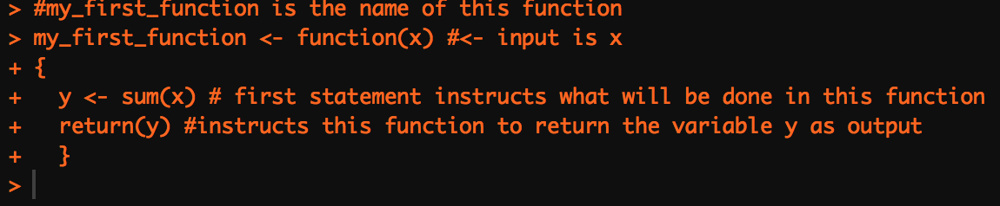 > #my_first_function is the name of this function
> my_first_function <- function(x) #<- input is x
+ {
+   y <- sum(x) # first statement instructs what will be done in this function
+   return(y) #instructs this function to return the variable y as output
+   }
>